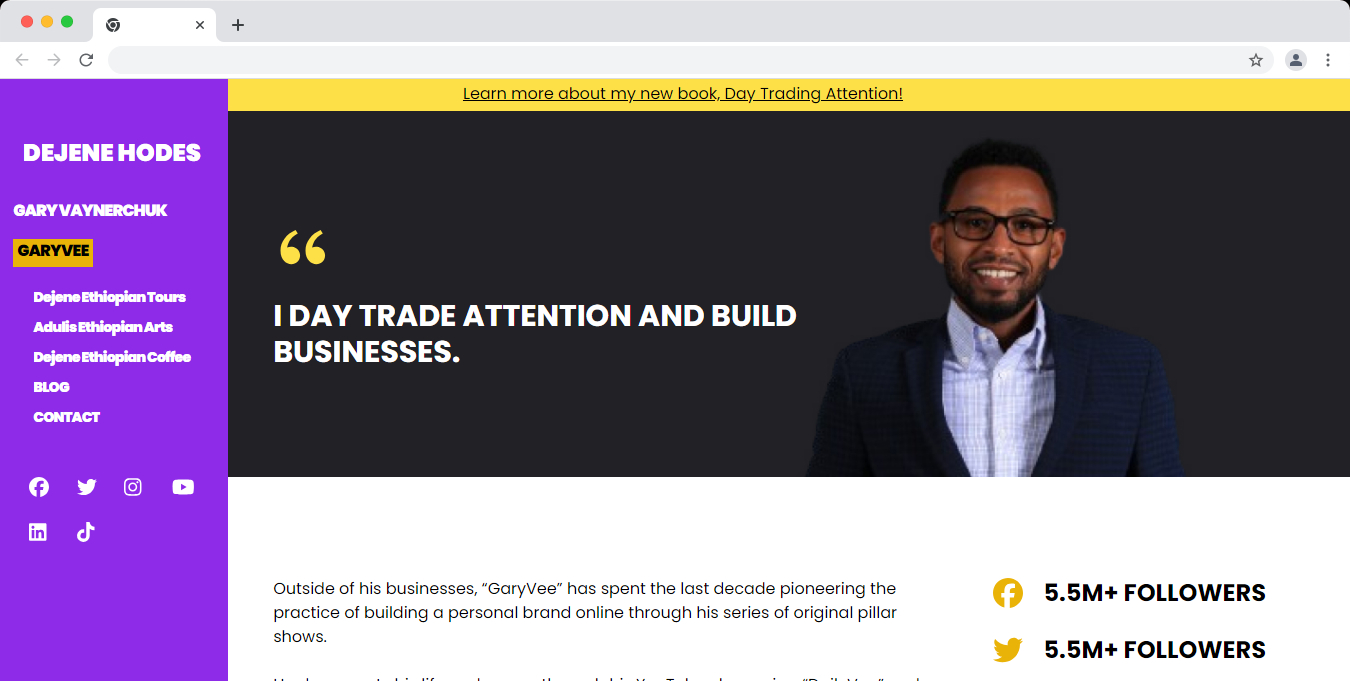 Learn more about my new book, Day Trading Attention!
DEJENE HODES
GARY VAYNERCHUK
GARYVEE
Dejene Ethiopian Tours
Adulis Ethiopian Arts
Dejene Ethiopian Coffee
BLOG
CONTACT
“
I DAY TRADE ATTENTION AND BUILD
BUSINESSES.
Outside of his businesses, “GaryVee” has spent the last decade pioneering the
practice of building a personal brand online through his series of original pillar
shows.
5.5M+ FOLLOWERS
5.5M+ FOLLOWERS